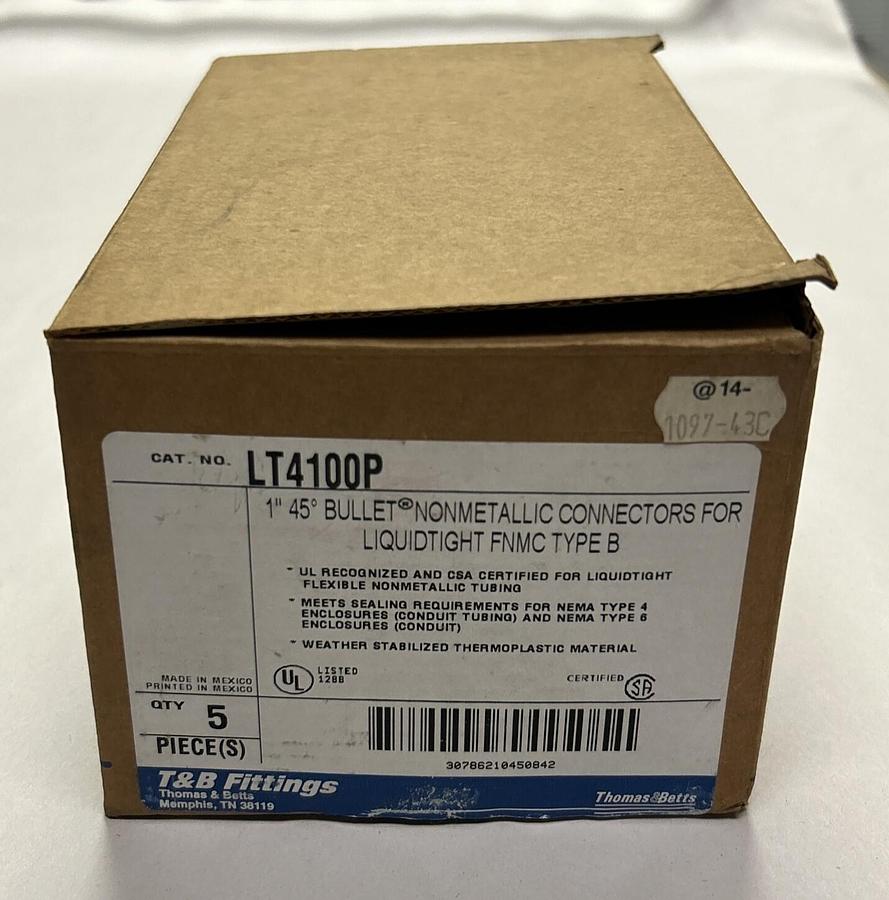 @14-
1097-43C
CAT. NO. LT4100P
1" 45° BULLET® NONMETALLIC CONNECTORS FOR
LIQUIDTIGHT FNMC TYPE B
* UL RECOGNIZED AND CSA CERTIFIED FOR LIQUIDTIGHT
FLEXIBLE NONMETALLIC TUBING
* MEETS SEALING REQUIREMENTS FOR NEMA TYPE 4
ENCLOSURES (CONDUIT TUBING) AND NEMA TYPE 6
ENCLOSURES (CONDUIT)
* WEATHER STABILIZED THERMOPLASTIC MATERIAL
MADE IN MEXICO
PRINTED IN MEXICO
UL LISTED
128B
CERTIFIED SA
QTY 5
PIECE(S)
30786210450842
T&B Fittings
Thomas & Betts
Memphis, TN 38119
Thomas&Betts